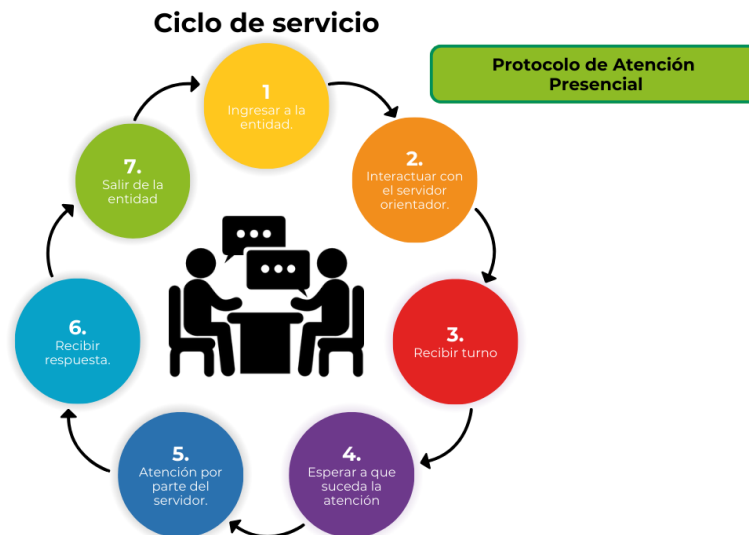 Ciclo de servicio
Protocolo de Atención
Presencial
1
Ingresar a la
entidad.
2.
Interactuar con
el servidor
orientador.
3.
Recibir turno
4.
Esperar a que
suceda la
atención
5.
Atención por
parte del
servidor.
6.
Recibir
respuesta.
7.
Salir de la
entidad